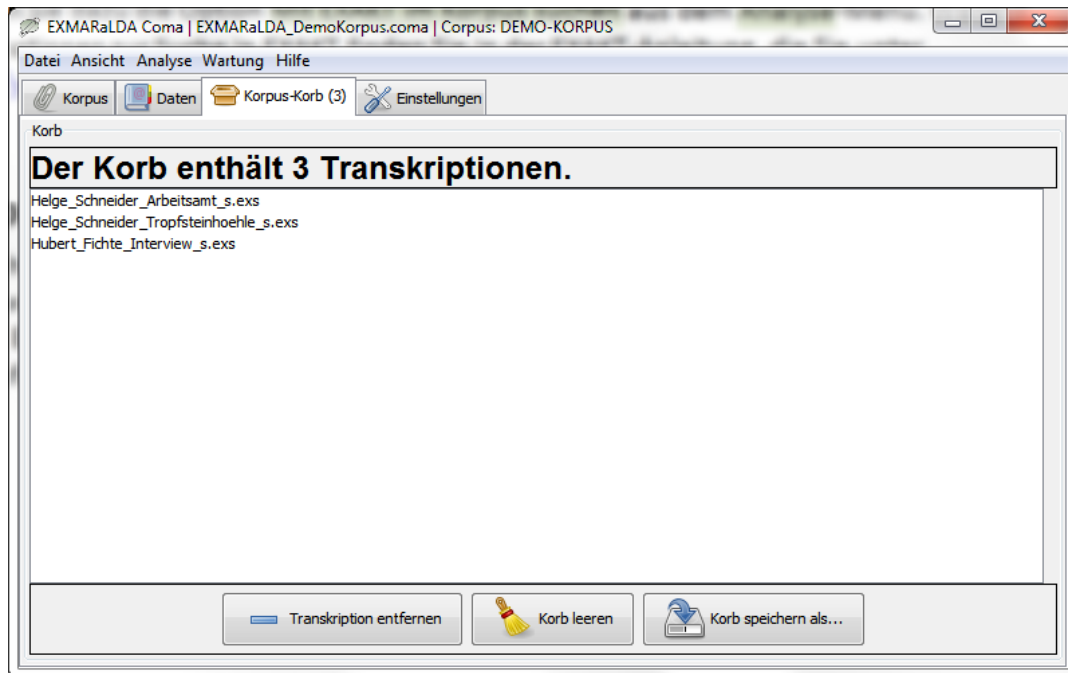 EXMARaLDA Coma | EXMARaLDA_DemoKorpus.coma | Corpus: DEMO-KORPUS
Datei Ansicht Analyse Wartung Hilfe
Korpus Daten Korpus-Korb (3) Einstellungen
Korb
Der Korb enthält 3 Transkriptionen.
Helge_Schneider_Arbeitsamt_s.exs
Helge_Schneider_Tropfsteinhoehle_s.exs
Hubert_Fichte_Interview_s.exs
Transkription entfernen Korb leeren Korb speichern als...